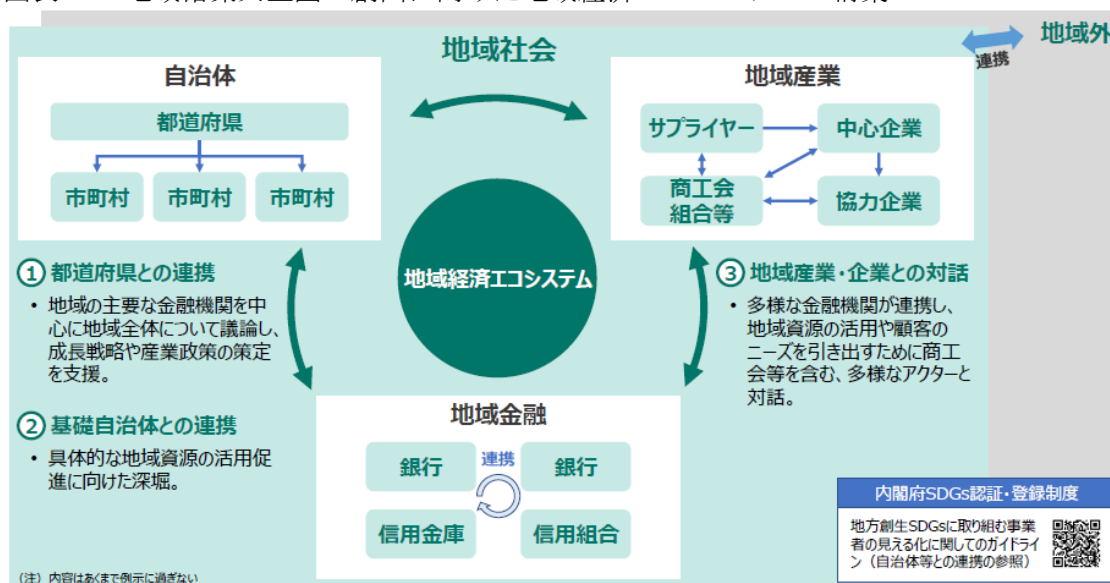 地域社会
地域外
連携
自治体
都道府県
市町村
市町村
市町村
地域産業
サプライヤー
中心企業
商工会
組合等
協力企業
地域経済エコシステム
① 都道府県との連携
・ 地域の主要な金融機関を中
心に地域全体について議論し、
成長戦略や産業政策の策定
を支援。
② 基礎自治体との連携
・ 具体的な地域資源の活用促
進に向けた深堀。
③ 地域産業・企業との対話
・ 多様な金融機関が連携し、
地域資源の活用や顧客の
ニーズを引き出すために商工
会等を含む、多様なアクターと
対話。
地域金融
銀行
連携
銀行
信用金庫
信用組合
内閣府SDGs認証・登録制度
地方創生SDGsに取り組む事業
者の見える化に関してのガイドライ
ン（自治体等との連携の参照）
（注）内容はあくまで例示に過ぎない